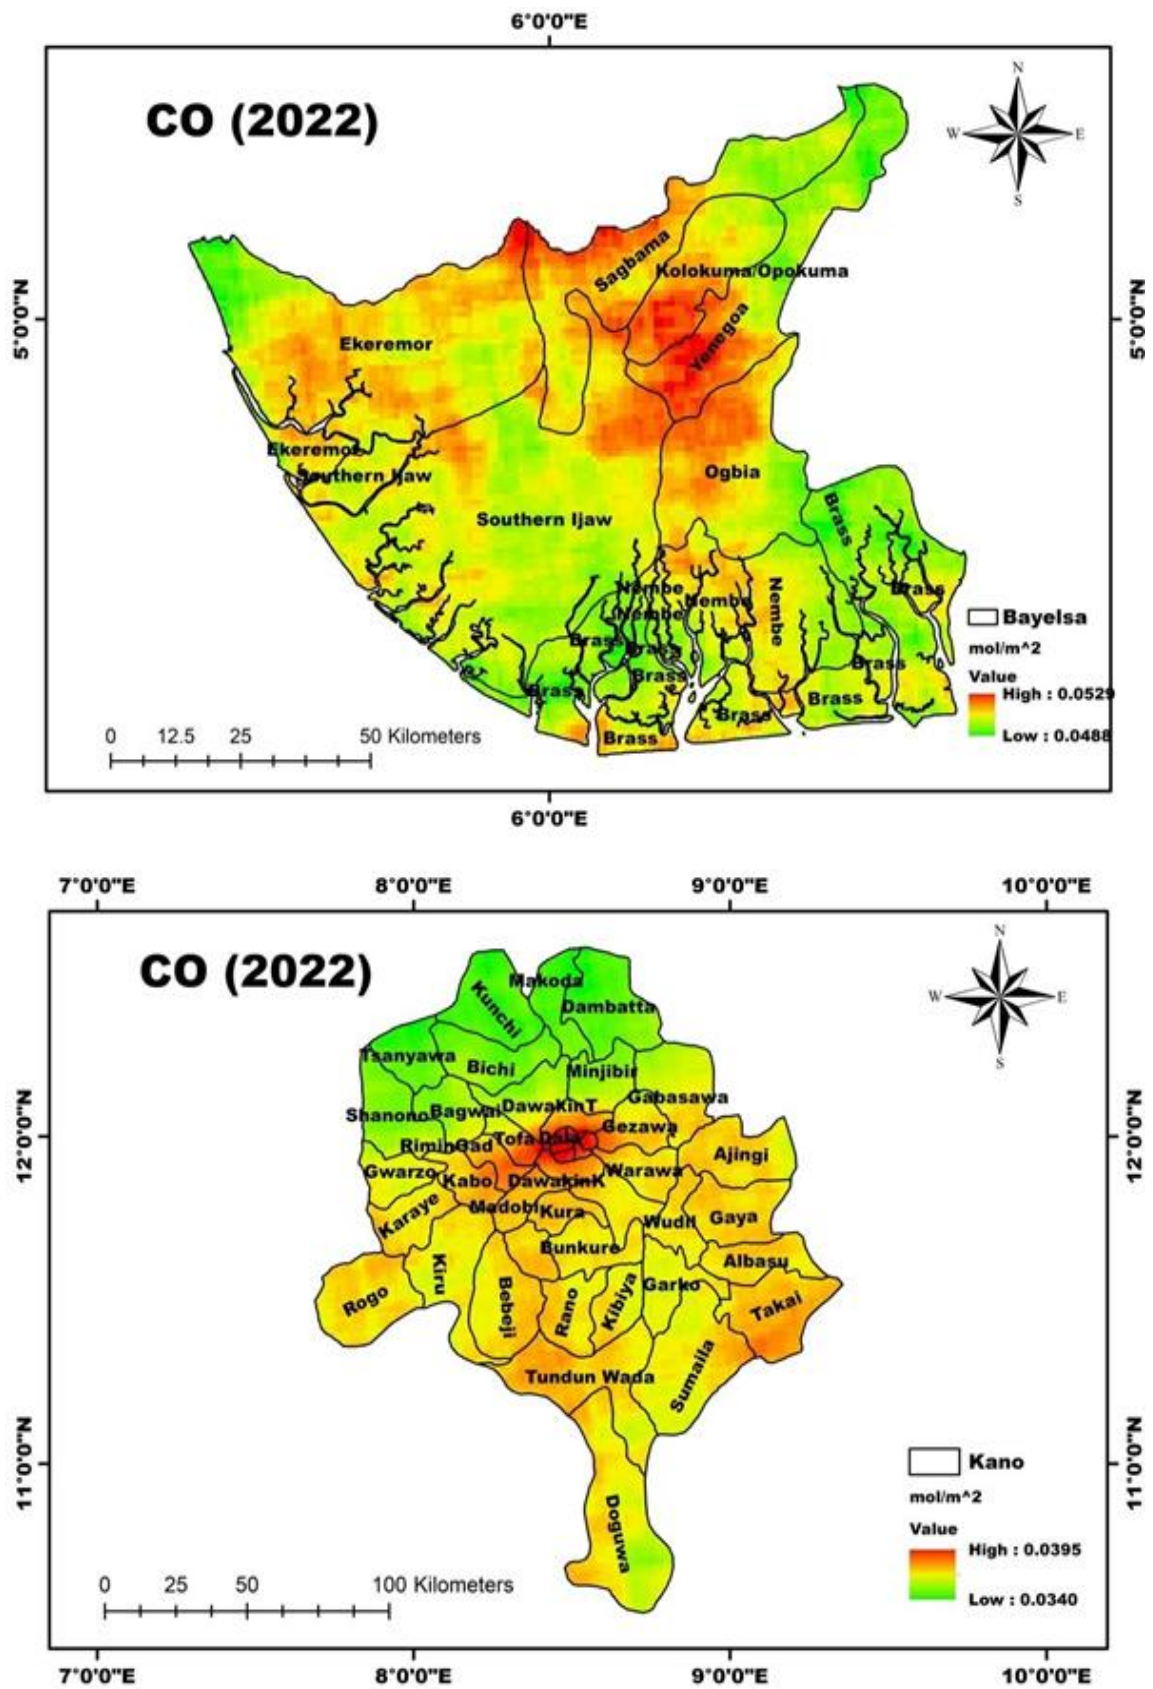 6°0'0"E
CO (2022)
N
W E
S
Sagbama
Kolokuma/Opokuma
5°0'0"N
5°0'0"N
Yenegoa
Ekeremor
Ekeremor
Southern Ijaw
Ogbia
Southern Ijaw
Brass
Nembe
Brass
Nembe
Nembe
Nembe
Bayelsa
Brass
Brass
mol/m^2
Brass
Brass
Value
Brass
Brass
High : 0.0529
Brass
Brass
Low : 0.0488
0 12.5 25 50 Kilometers
6°0'0"E
7°0'0"E 8°0'0"E 9°0'0"E 10°0'0"E
CO (2022)
N
W E
S
Makoda
Kunchi
Dambatta
Tsanyawa
Bichi
Minjibir
Gabasawa
Shanono
Bagwai
DawakinT
12°0'0"N
12°0'0"N
Gezawa
RiminGad
Tofa
Dala
Ajingi
Gwarzo
Kabo
DawakinK
Warawa
Karaye
Madobi
Kura
Wudil
Gaya
Bunkure
Albasu
Kiru
Rogo
Bebeji
Rano
Kibiya
Garko
Takai
Tundun Wada
Sumaila
11°0'0"N
11°0'0"N
Kano
mol/m^2
Doguwa
Value
High : 0.0395
Low : 0.0340
0 25 50 100 Kilometers
7°0'0"E 8°0'0"E 9°0'0"E 10°0'0"E